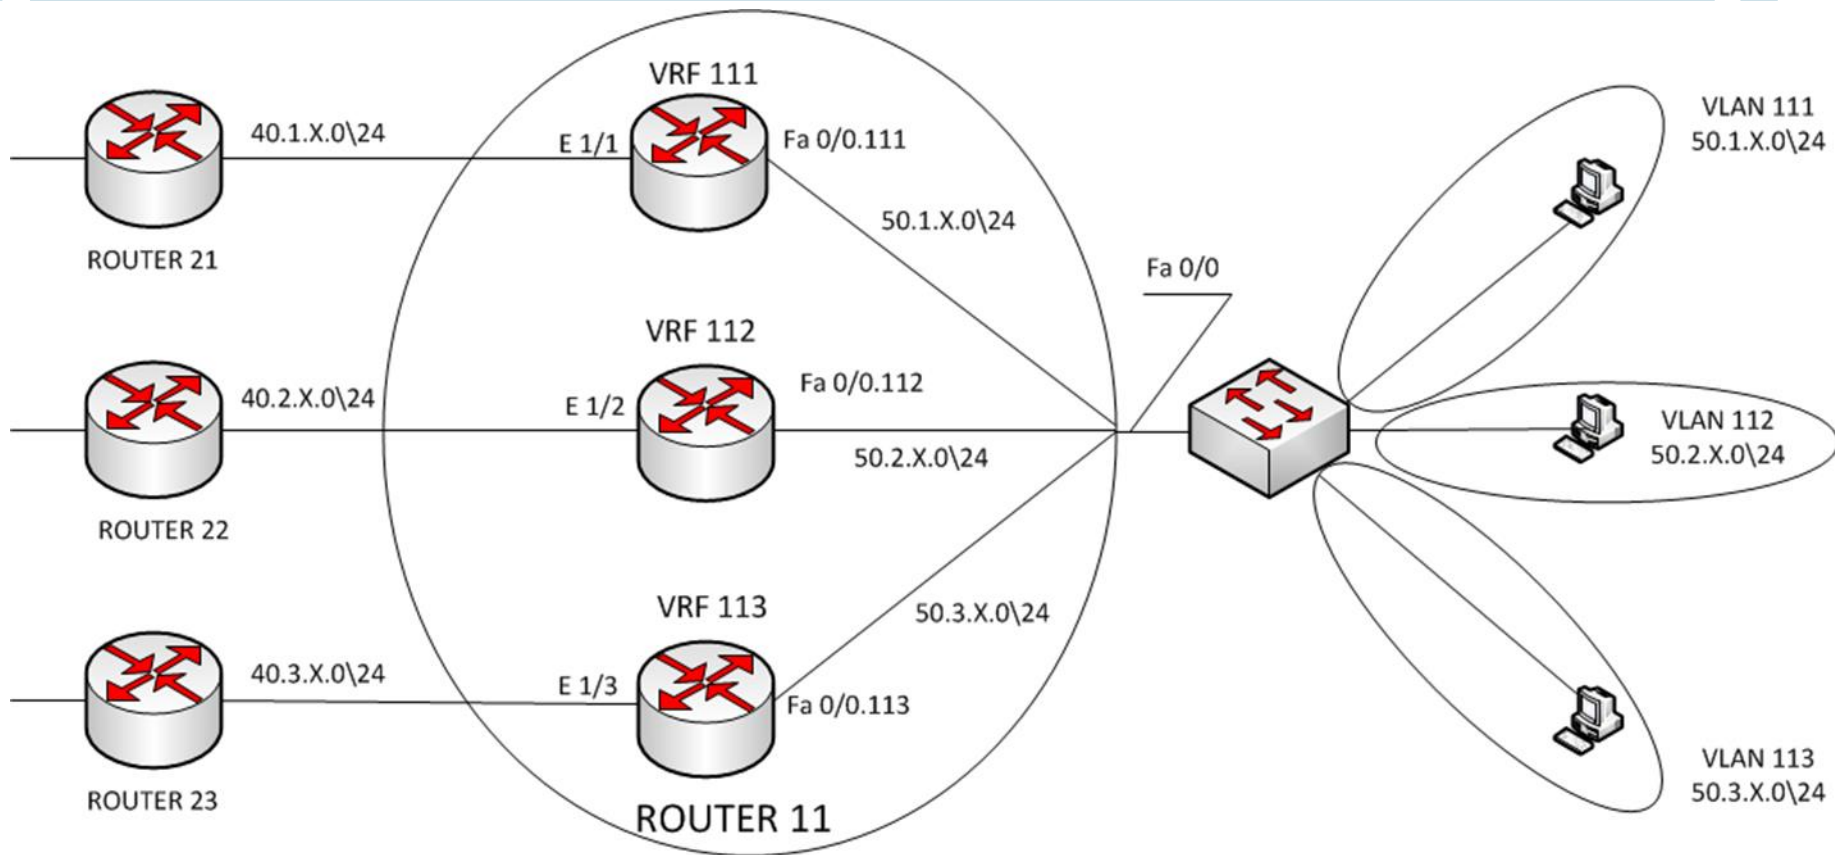 VRF 111
VLAN 111
50.1.X.0\24
40.1.X.0\24
E 1/1
Fa 0/0.111
50.1.X.0\24
ROUTER 21
Fa 0/0
VRF 112
40.2.X.0\24
E 1/2
Fa 0/0.112
50.2.X.0\24
VLAN 112
50.2.X.0\24
ROUTER 22
VRF 113
50.3.X.0\24
40.3.X.0\24
E 1/3
Fa 0/0.113
ROUTER 23
ROUTER 11
VLAN 113
50.3.X.0\24